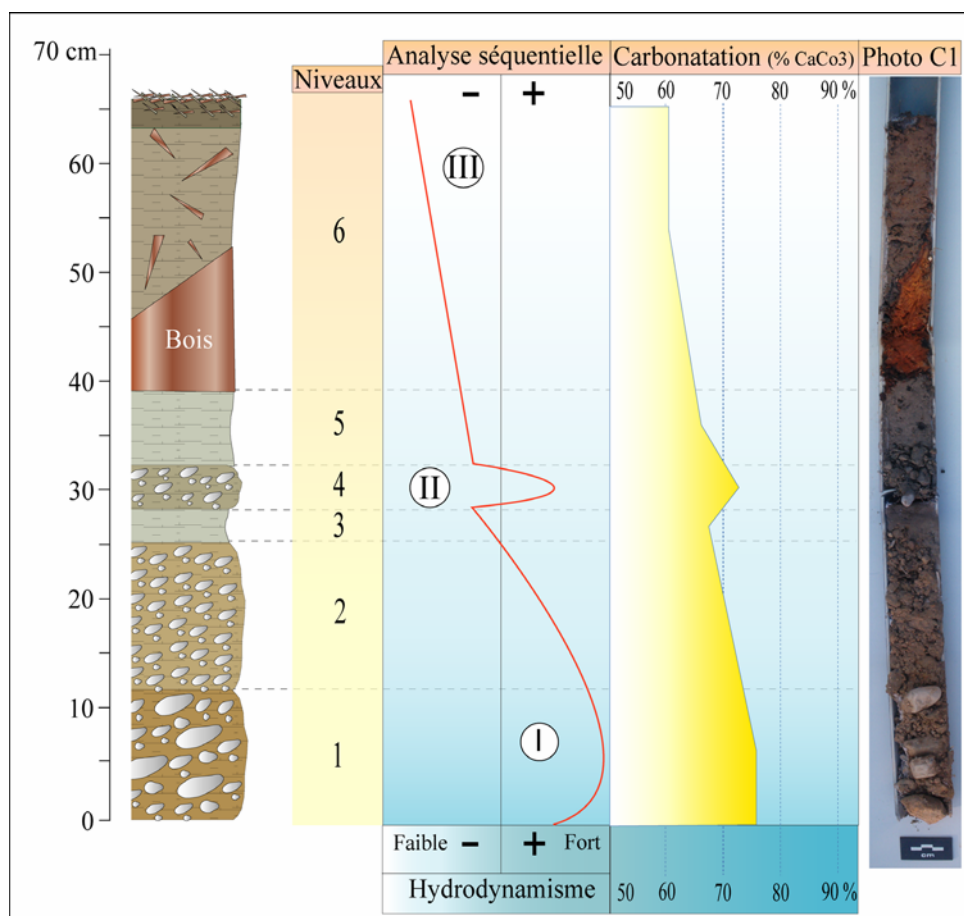 70 cm
60
50
40
30
20
10
0
Bois
Niveaux
6
5
4
3
2
1
Analyse séquentielle
- +
III
II
I
Faible - + Fort
Hydrodynamisme
Carbonatation (% CaCo3)
50 60 70 80 90 %
50 60 70 80 90 %
Photo C1
cm